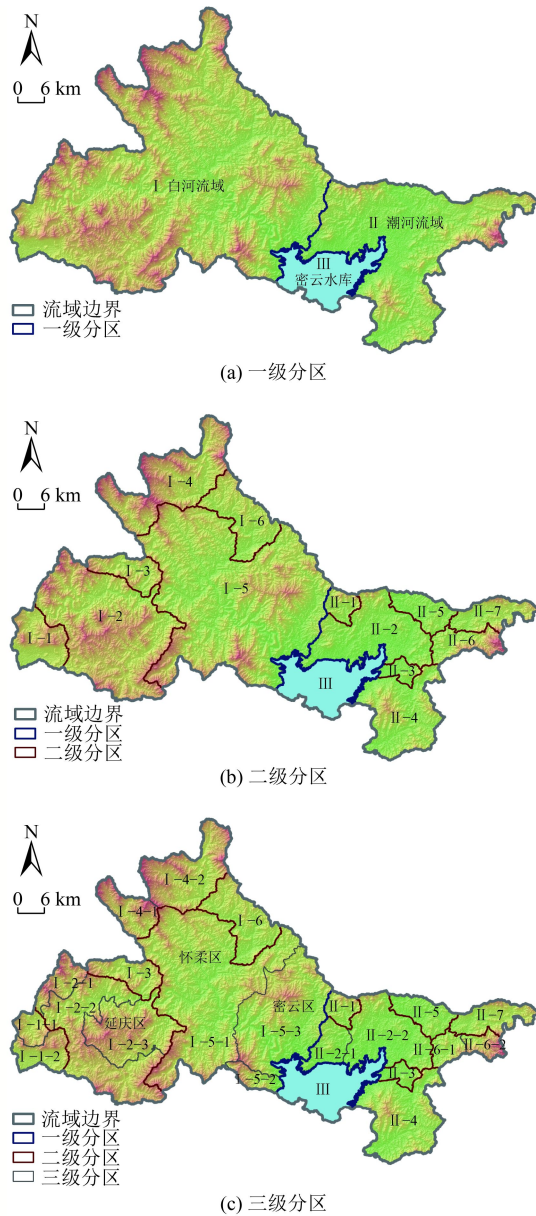 N
0 6 km
Ⅰ 白河流域
Ⅱ 潮河流域
Ⅲ
密云水库
流域边界
一级分区
(a) 一级分区
N
0 6 km
Ⅰ-4
Ⅰ-6
Ⅰ-3
Ⅰ-5
Ⅰ-2
Ⅰ-1
Ⅱ-1
Ⅱ-5
Ⅱ-7
Ⅱ-2
Ⅱ-6
Ⅱ-3
Ⅲ
Ⅱ-4
流域边界
一级分区
二级分区
(b) 二级分区
N
0 6 km
Ⅰ-4-2
Ⅰ-4-1
Ⅰ-6
怀柔区
Ⅰ-3
Ⅰ-2-1
密云区
Ⅰ-2-2
Ⅱ-1
Ⅱ-5
Ⅱ-7
Ⅰ-1-1
延庆区
Ⅰ-5-3
Ⅱ-2-2
Ⅰ-1-2
Ⅰ-2-3
Ⅰ-5-1
Ⅱ-2-1
Ⅱ-6-1
Ⅱ-6-2
Ⅰ-5-2
Ⅱ-3
Ⅲ
Ⅱ-4
流域边界
一级分区
二级分区
三级分区
(c) 三级分区